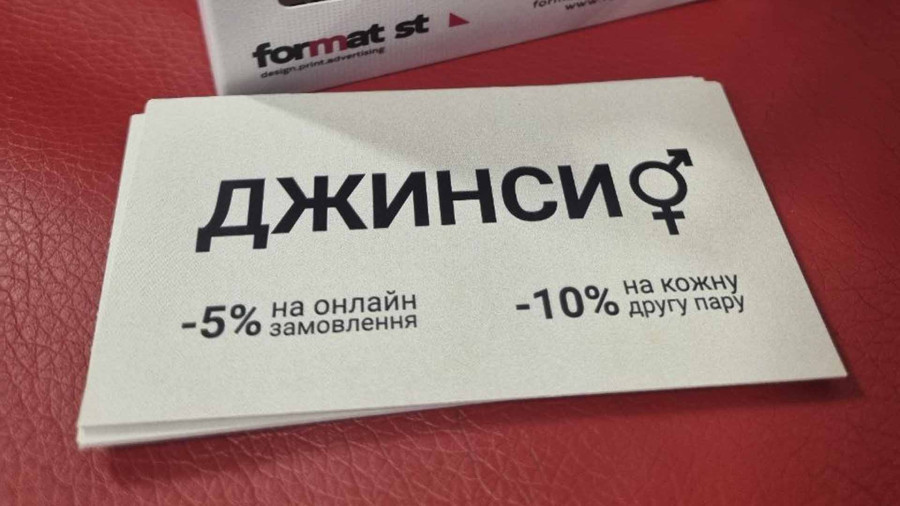 format st
design.print.advertising
ДЖИНСИ⚥
-5% на онлайн
замовлення
-10% на кожну
другу пару